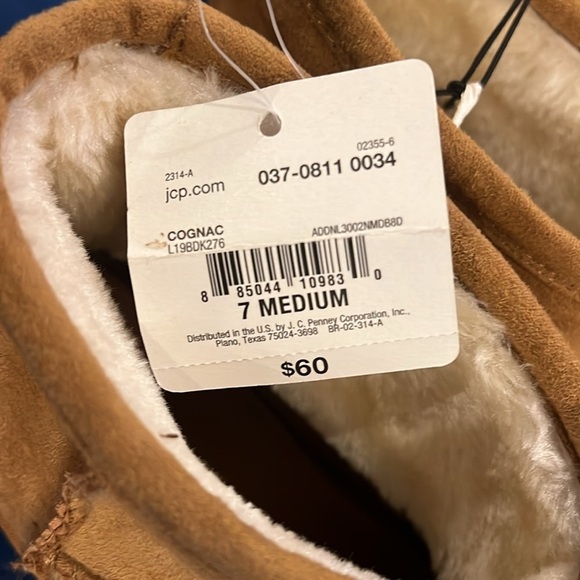 02355-6
2314-A
jcp.com 037-0811 0034
COGNAC
L19BDK276 ADDNL3002NMDB8D
8 85044 10983 0
7 MEDIUM
Distributed in the U.S. by J. C. Penney Corporation, Inc.,
Plano, Texas 75024-3698 BR-02-314-A
$60